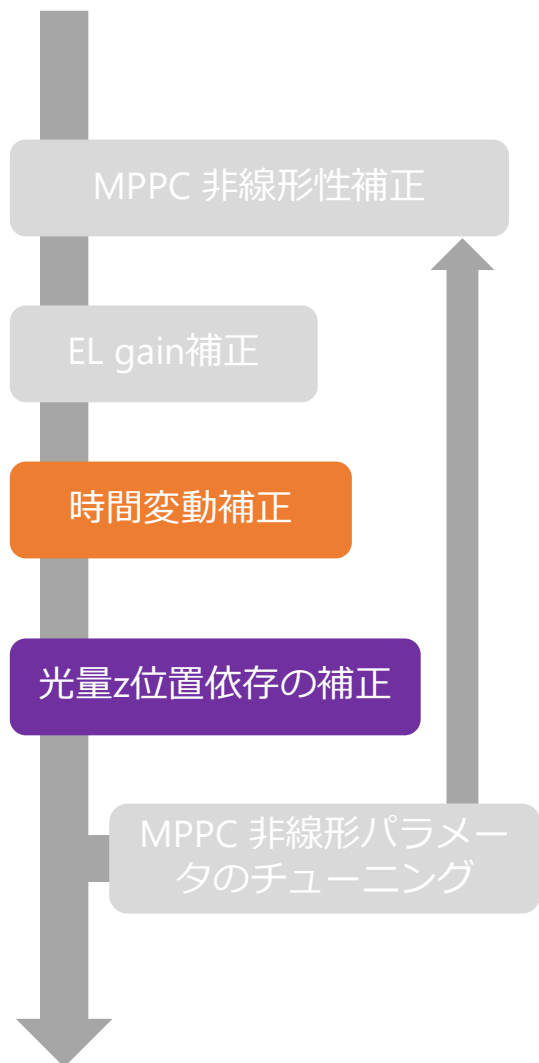 MPPC 非線形性補正
EL gain補正
時間変動補正
光量z位置依存の補正
MPPC 非線形パラメー
タのチューニング